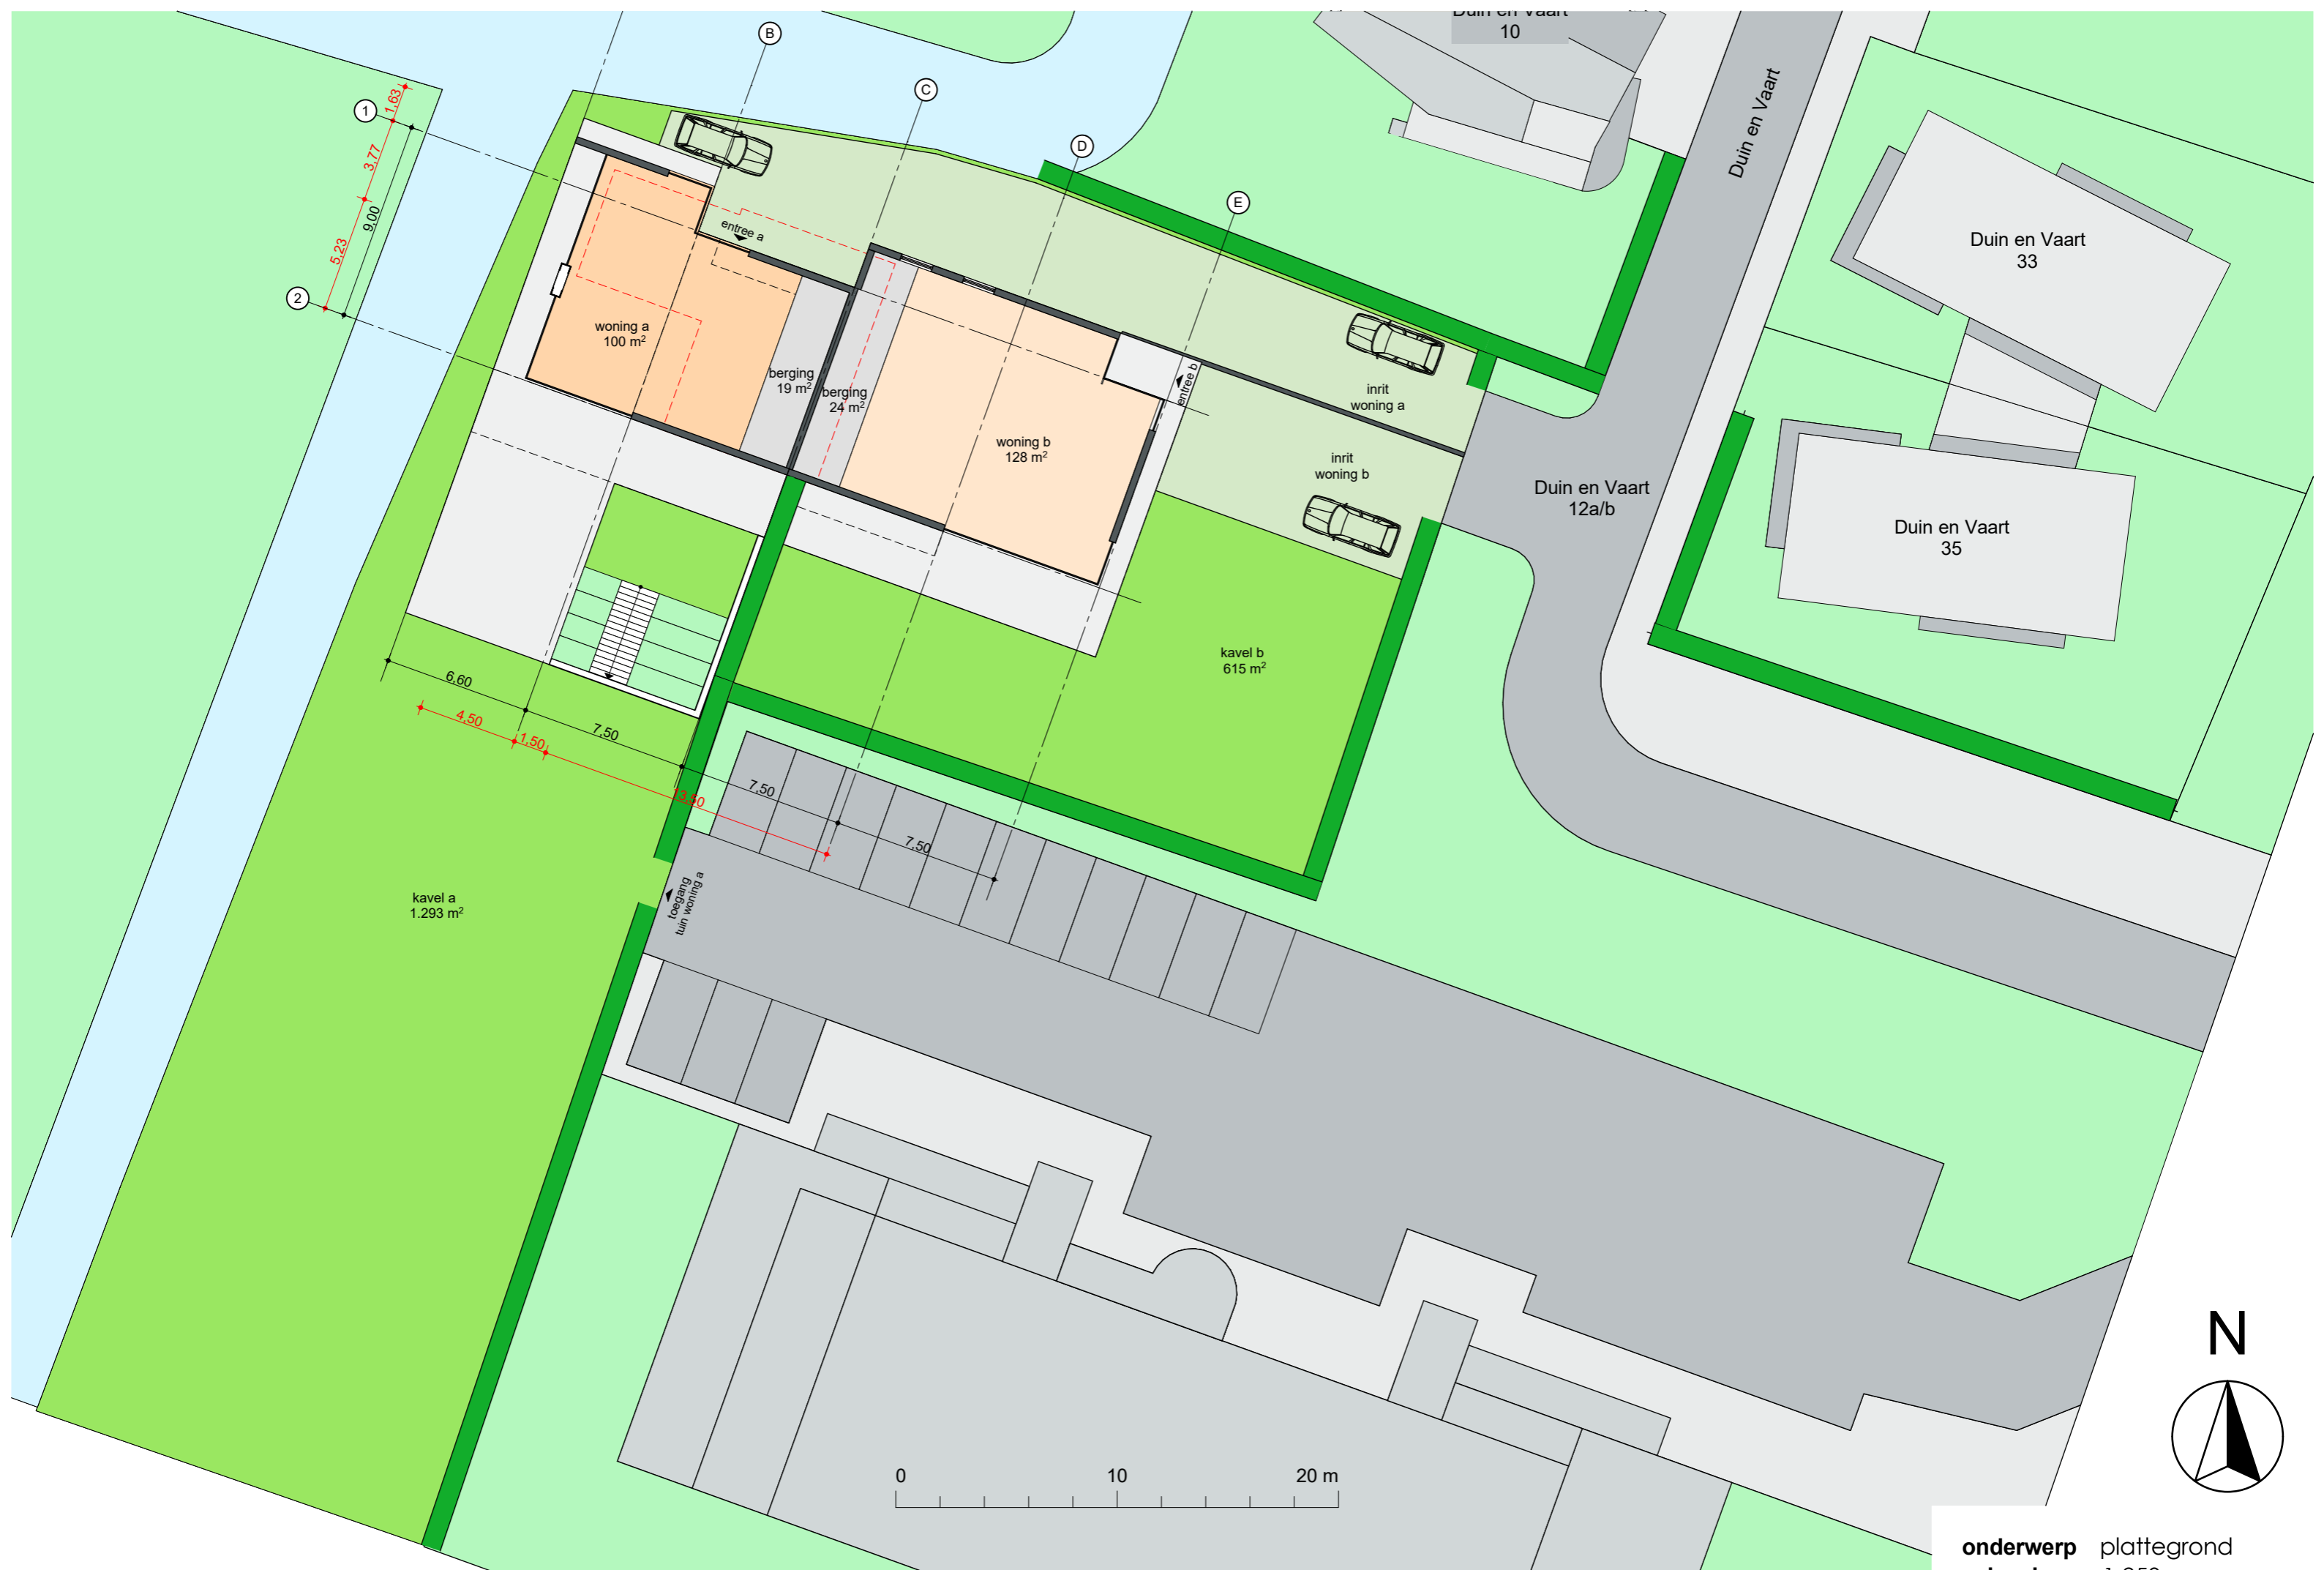 Duin en Vaart
10
B
C
D
E
1
2
1,63
3,77
5,23
9,00
Duin en Vaart
Duin en Vaart
33
Duin en Vaart
35
Duin en Vaart
12a/b
entree a
woning a
100 m²
berging
19 m²
berging
24 m²
woning b
128 m²
entree b
inrit
woning a
inrit
woning b
kavel b
615 m²
6,60
4,50
1,50
7,50
13,50
7,50
7,50
toegang
tuin woning a
kavel a
1.293 m²
0 10 20 m
N
onderwerp plattegrond